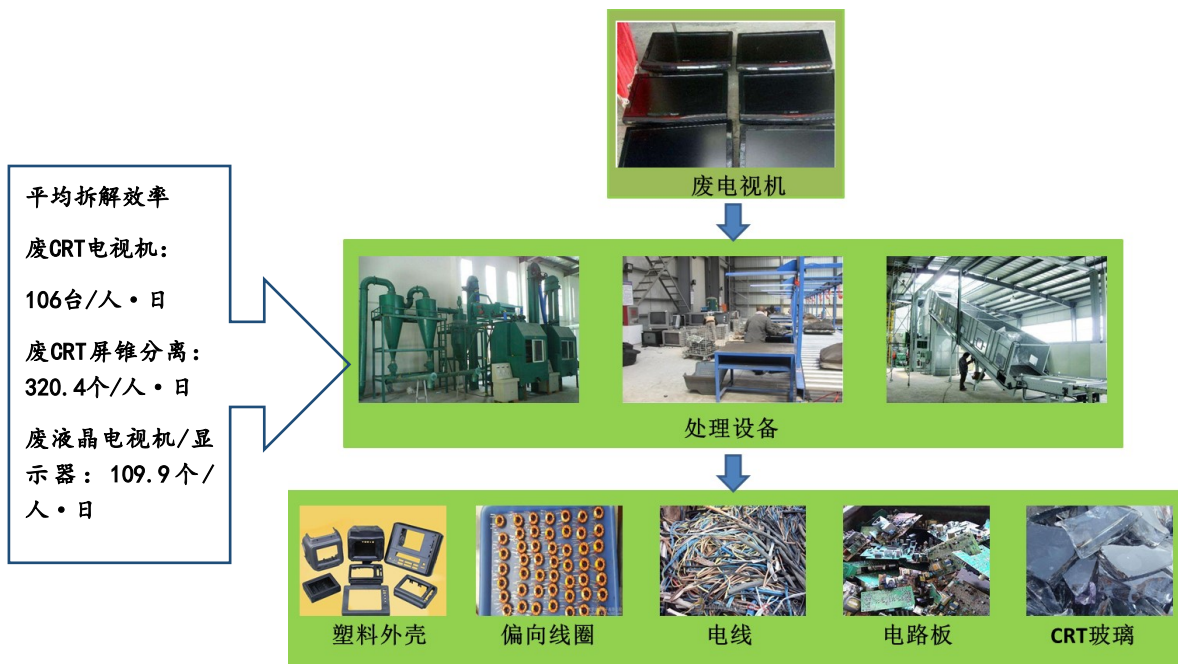 废电视机
平均拆解效率
废CRT电视机：
106台/人·日
废CRT屏锥分离：
320.4个/人·日
废液晶电视机/显
示器：109.9个/
人·日
处理设备
塑料外壳
偏向线圈
电线
电路板
CRT玻璃